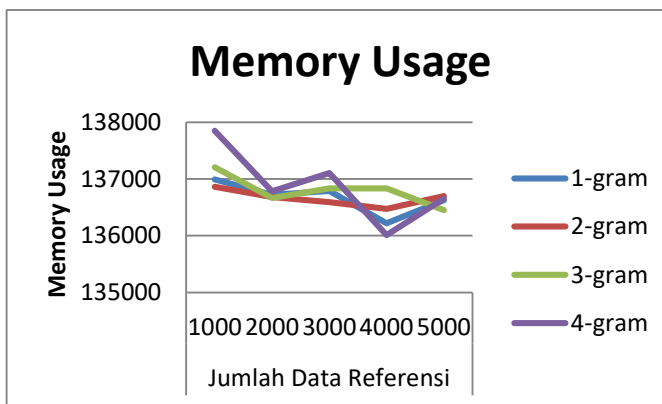 Memory Usage
138000
137000
136000
135000
Memory Usage
1000 2000 3000 4000 5000
Jumlah Data Referensi
1-gram
2-gram
3-gram
4-gram